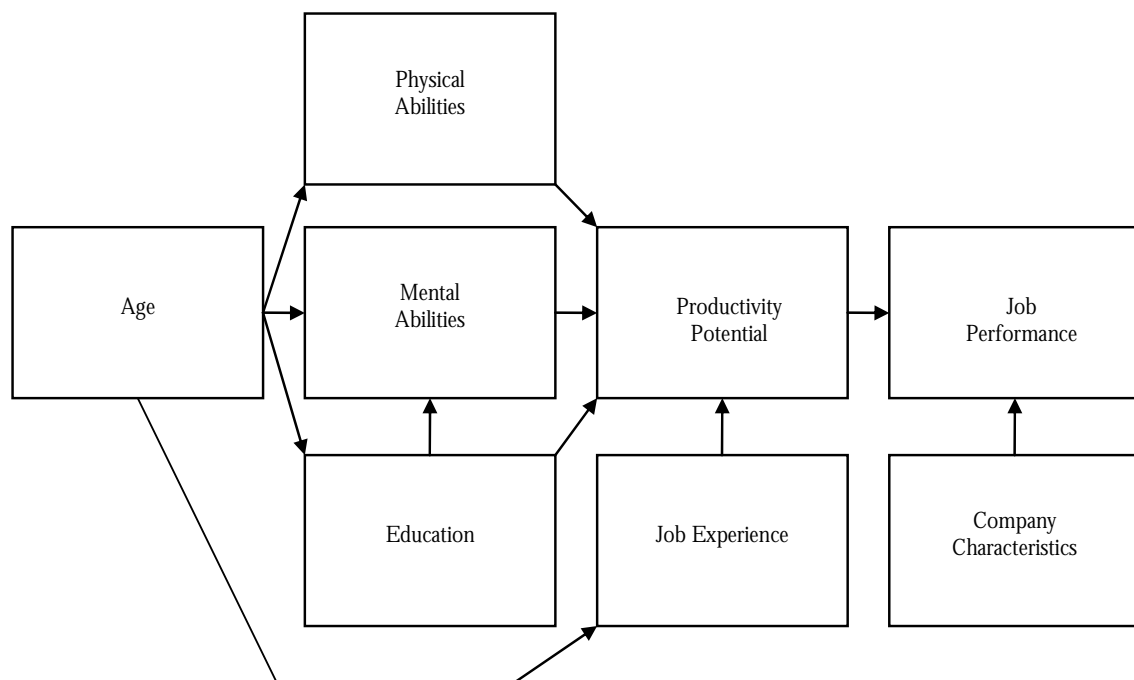 Physical
Abilities
Age
Mental
Abilities
Productivity
Potential
Job
Performance
Education
Job Experience
Company
Characteristics